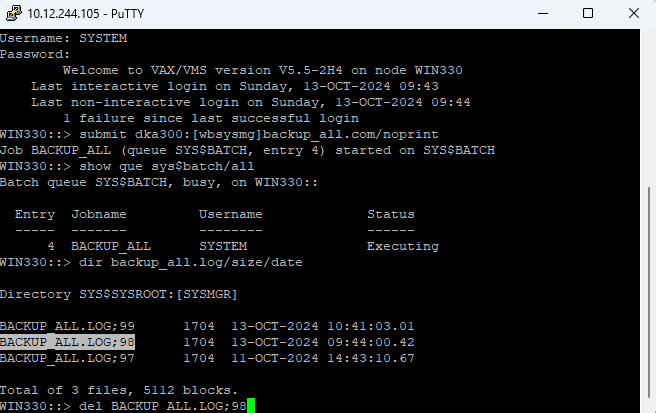 10.12.244.105 - PuTTY
Username: SYSTEM
Password:
        Welcome to VAX/VMS version V5.5-2H4 on node WIN330
    Last interactive login on Sunday, 13-OCT-2024 09:43
    Last non-interactive login on Sunday, 13-OCT-2024 09:44
        1 failure since last successful login
WIN330::> submit dka300:[wbsysmg]backup_all.com/noprint
Job BACKUP_ALL (queue SYS$BATCH, entry 4) started on SYS$BATCH
WIN330::> show que sys$batch/all
Batch queue SYS$BATCH, busy, on WIN330::

  Entry  Jobname         Username             Status
  -----  -------         --------             ------
      4  BACKUP_ALL      SYSTEM               Executing
WIN330::> dir backup_all.log/size/date

Directory SYS$SYSROOT:[SYSMGR]

BACKUP_ALL.LOG;99      1704  13-OCT-2024 10:41:03.01
BACKUP_ALL.LOG;98      1704  13-OCT-2024 09:44:00.42
BACKUP_ALL.LOG;97      1704  11-OCT-2024 14:43:10.67

Total of 3 files, 5112 blocks.
WIN330::> del BACKUP_ALL.LOG;98